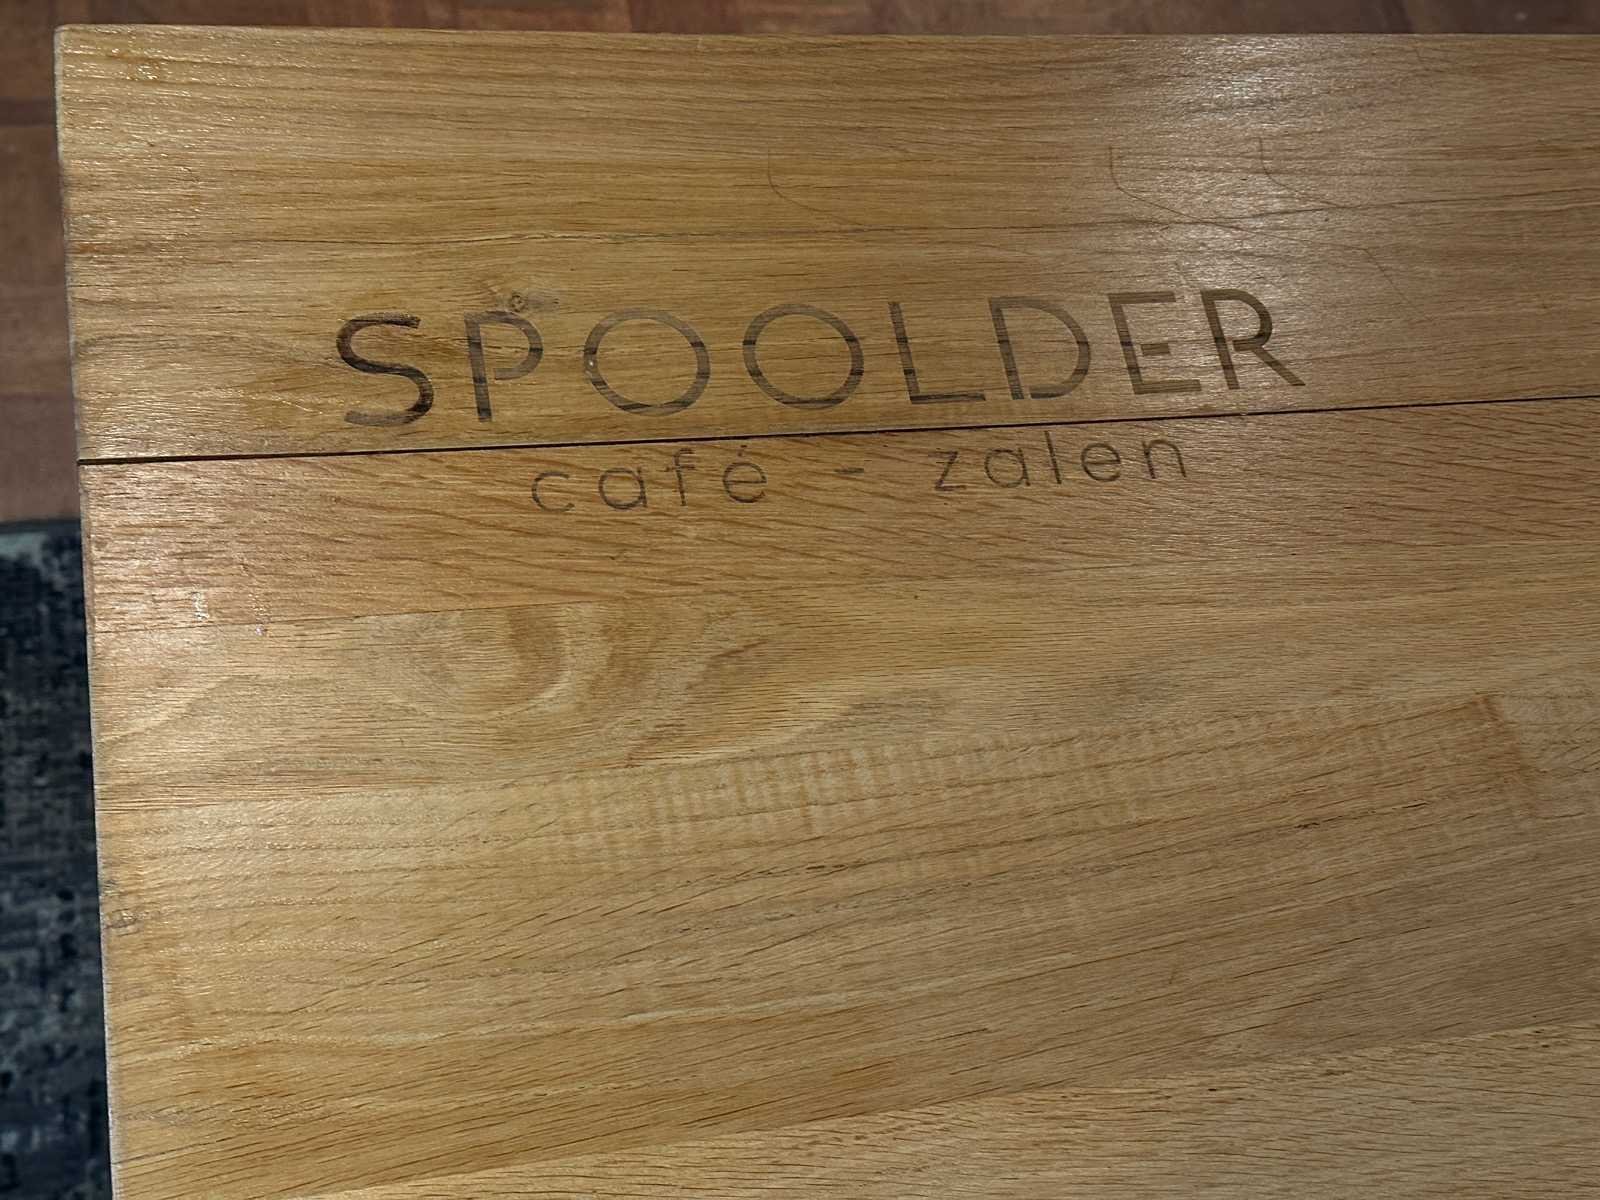 SPOOLDER
café - zalen